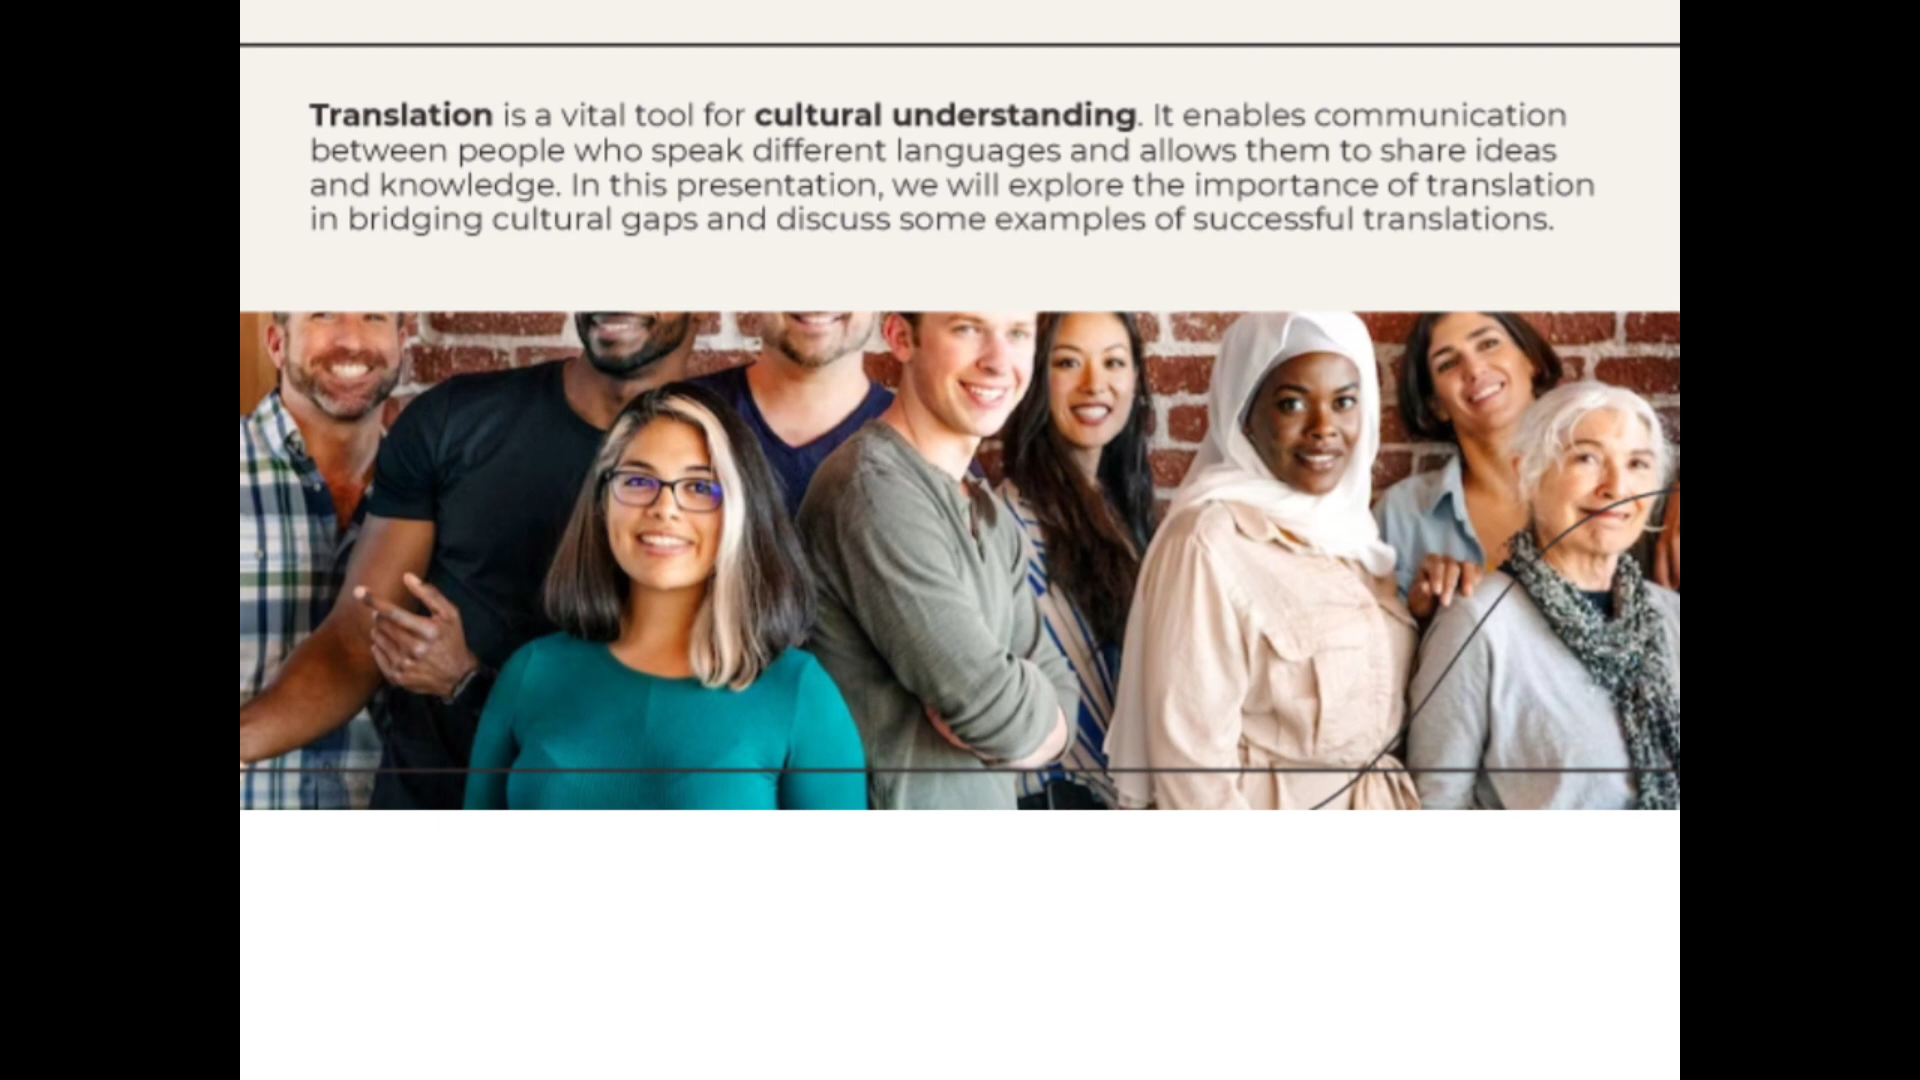 Translation is a vital tool for cultural understanding. It enables communication
between people who speak different languages and allows them to share ideas
and knowledge. In this presentation, we will explore the importance of translation
in bridging cultural gaps and discuss some examples of successful translations.